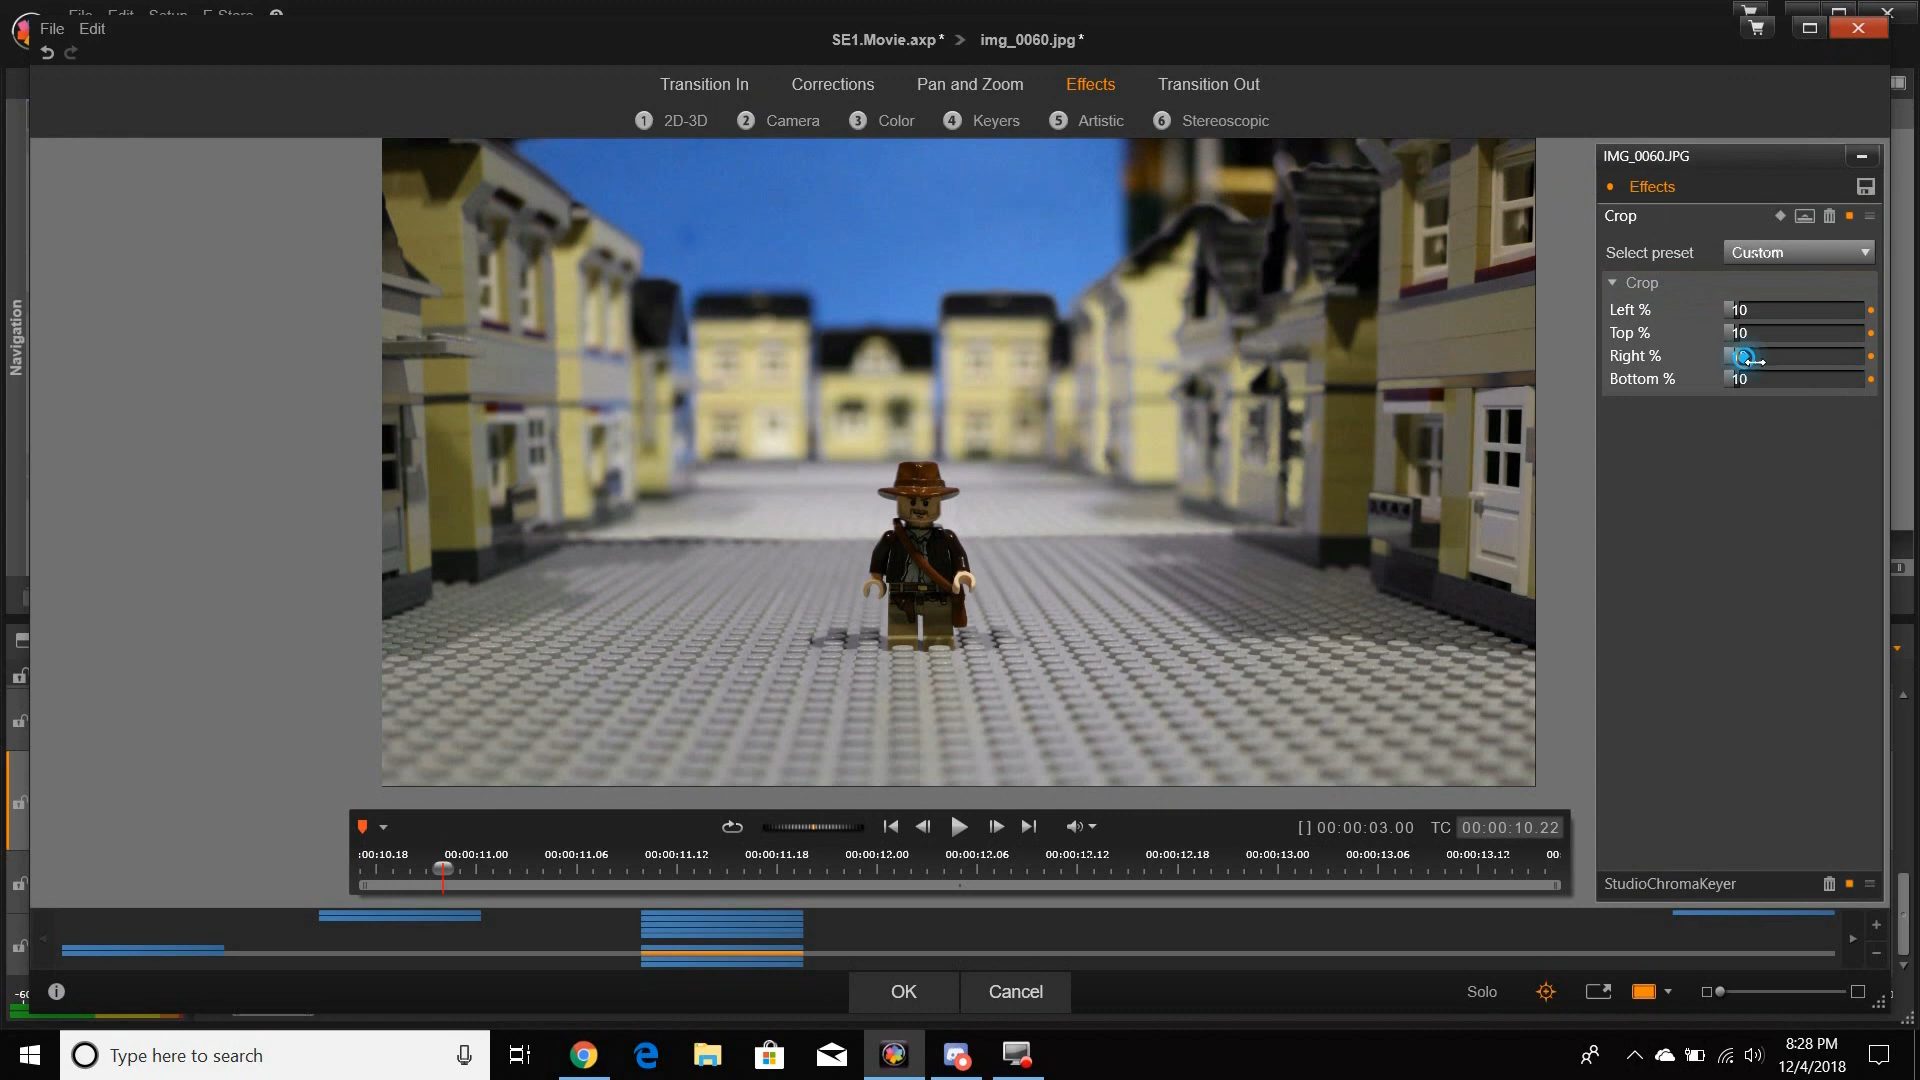 File Edit Setup E-Store
File Edit
SE1.Movie.axp* > img_0060.jpg*
Transition In Corrections Pan and Zoom Effects Transition Out
1 2D-3D 2 Camera 3 Color 4 Keyers 5 Artistic 6 Stereoscopic
IMG_0060.JPG
Effects
Crop
Select preset Custom
Crop
Left % 10
Top % 10
Right %
Bottom % 10
Navigation
[ ] 00:00:03.00 TC 00:00:10.22
:00:10.18 00:00:11.00 00:00:11.06 00:00:11.12 00:00:11.18 00:00:12.00 00:00:12.06 00:00:12.12 00:00:12.18 00:00:13.00 00:00:13.06 00:00:13.12 00:
StudioChromaKeyer
-60
OK Cancel
Solo
Type here to search
8:28 PM
12/4/2018